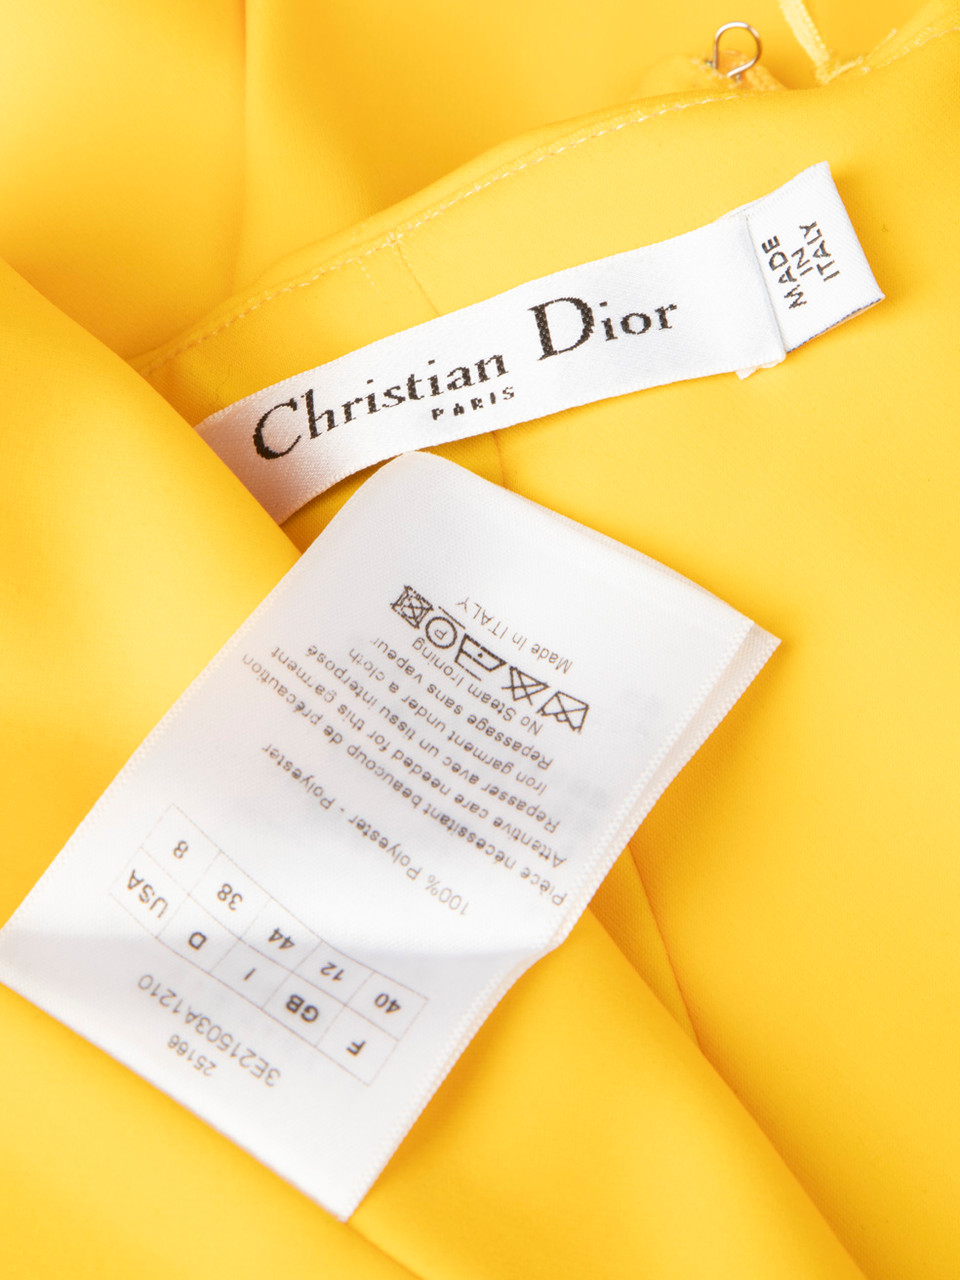 Christian Dior
PARIS
MADE
IN
ITALY
25166
3E21503A1210
F GB I D USA
40 12 44 38 8
100% Polyester - Polyester
Pièce nécessitant beaucoup de précaution
Attentive care needed for this garment
Repasser avec un tissu interposé
Iron garment under a cloth
Repassage sans vapeur
No Steam Ironing
P
Made In ITALY